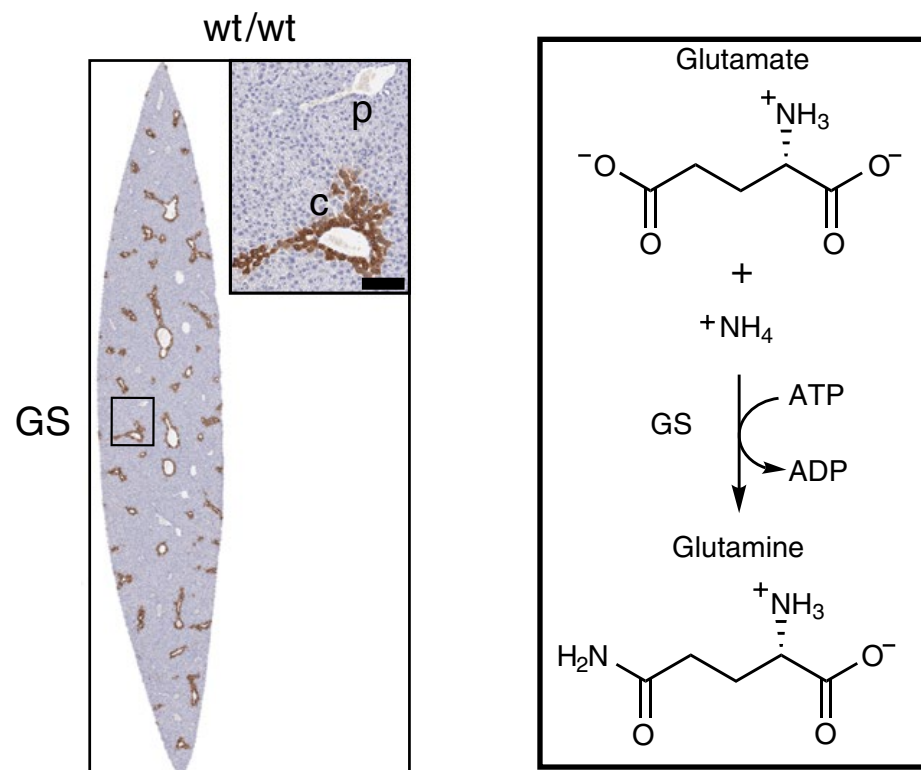 wt/wt
GS
p
c
Glutamate
+NH3
−O
O−
O
O
+
+NH4
GS
ATP
ADP
Glutamine
+NH3
H2N
O−
O
O